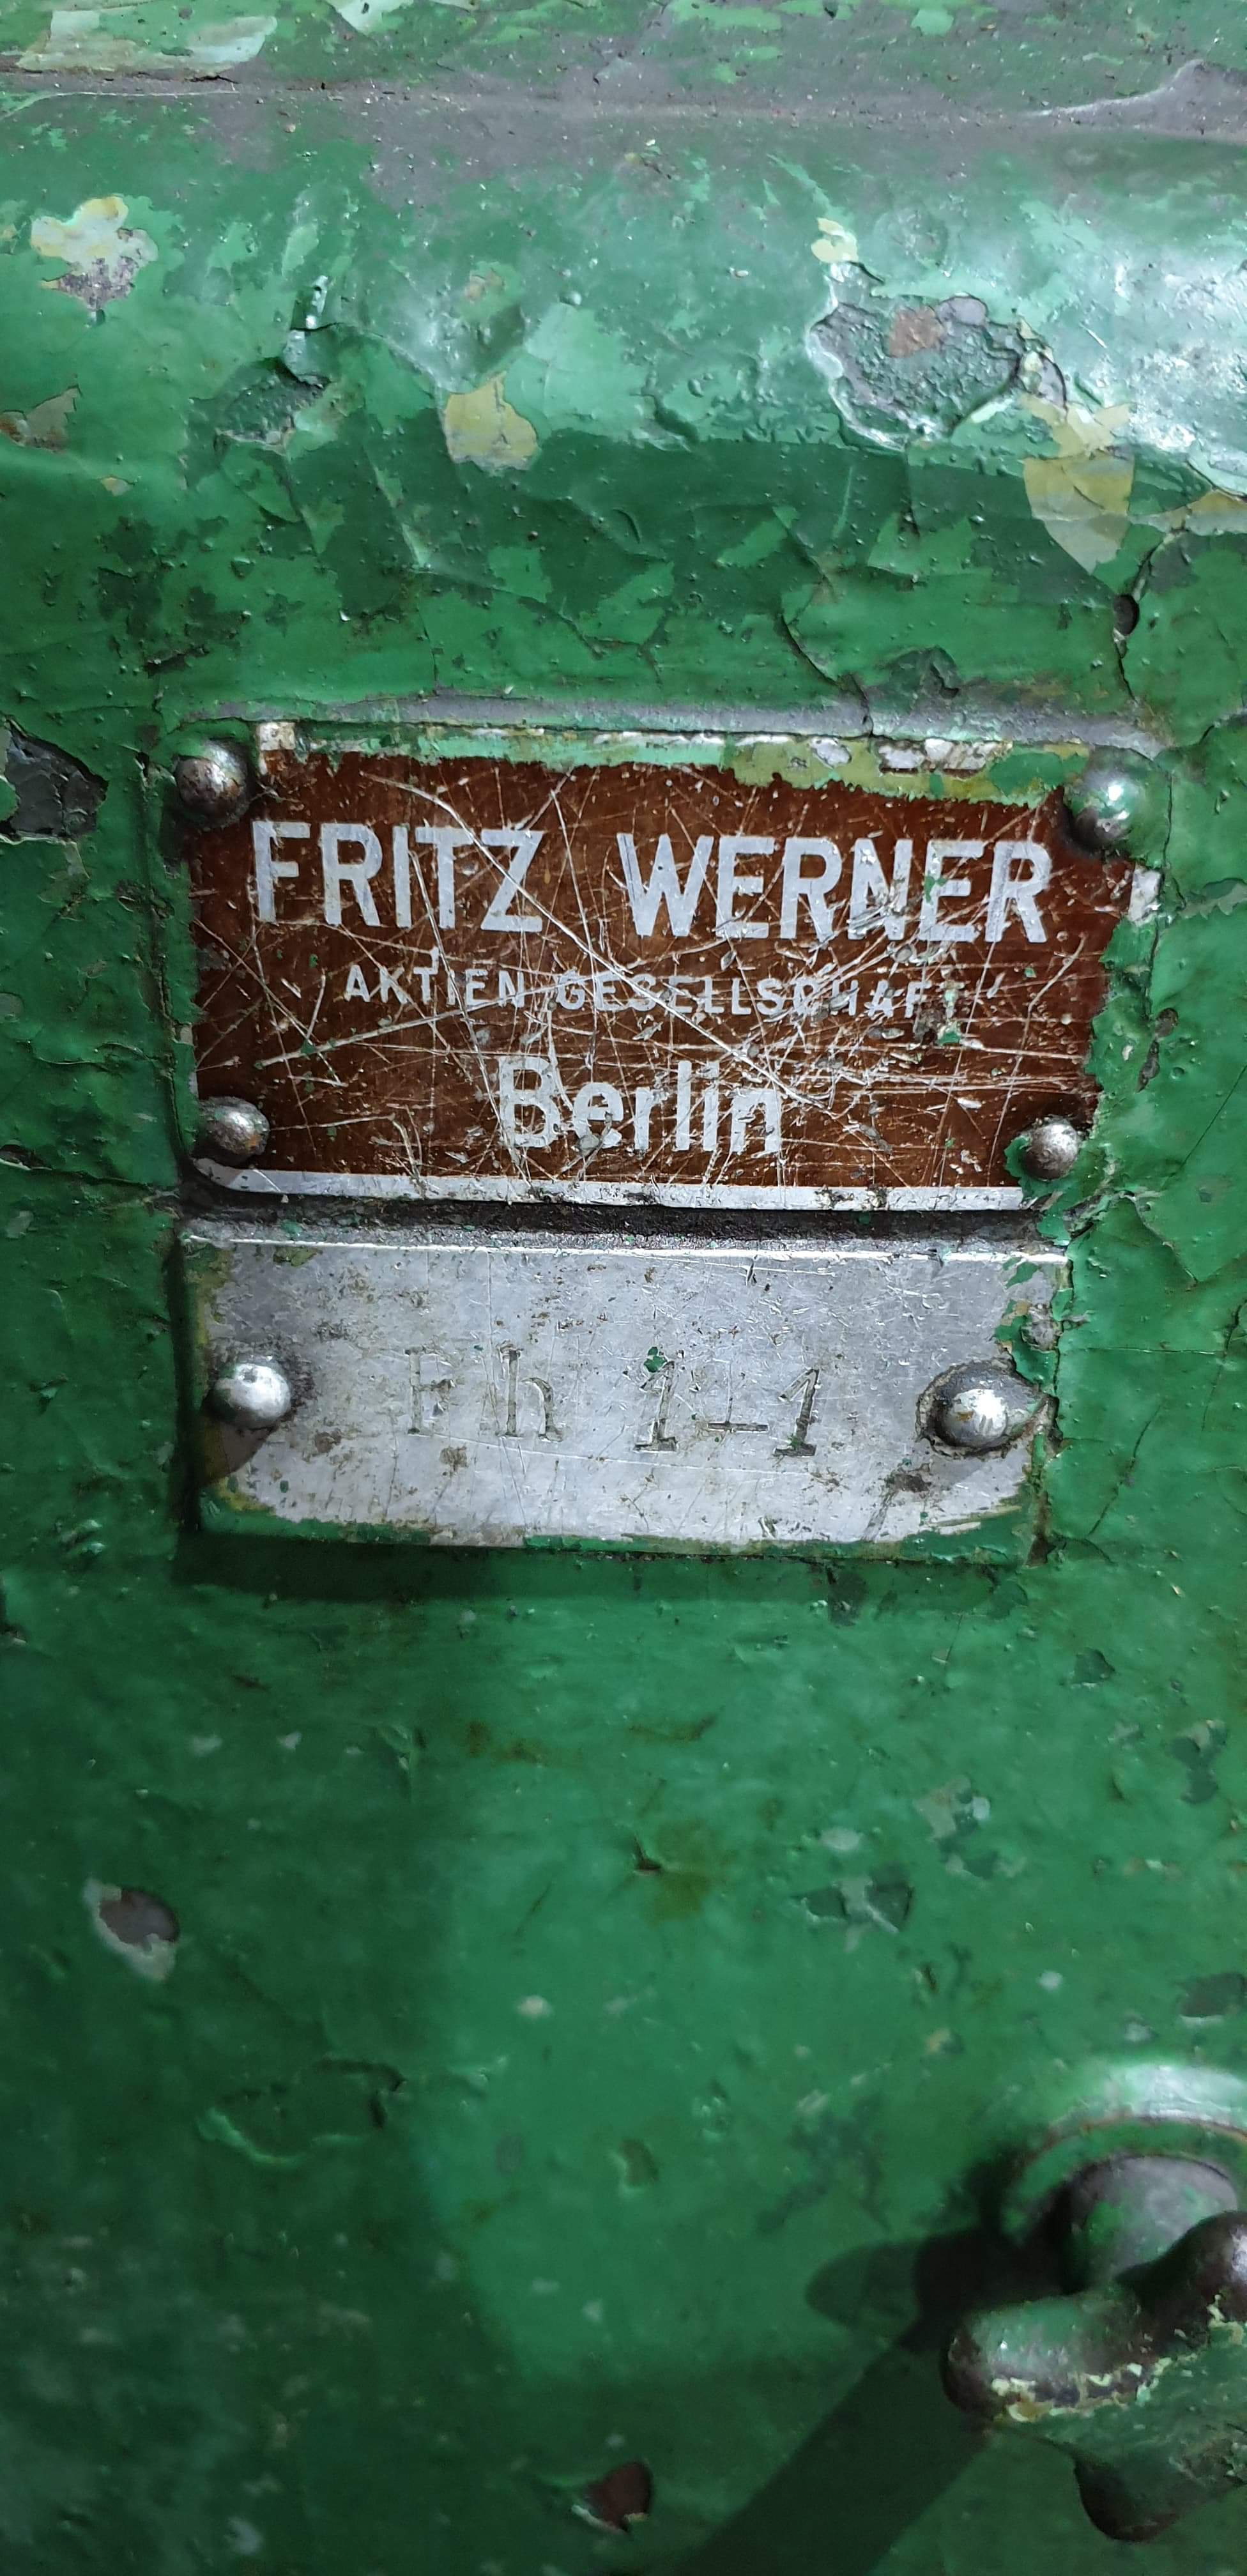 FRITZ WERNER
AKTIEN-GESELLSCHAFT
Berlin
Fh 1-1